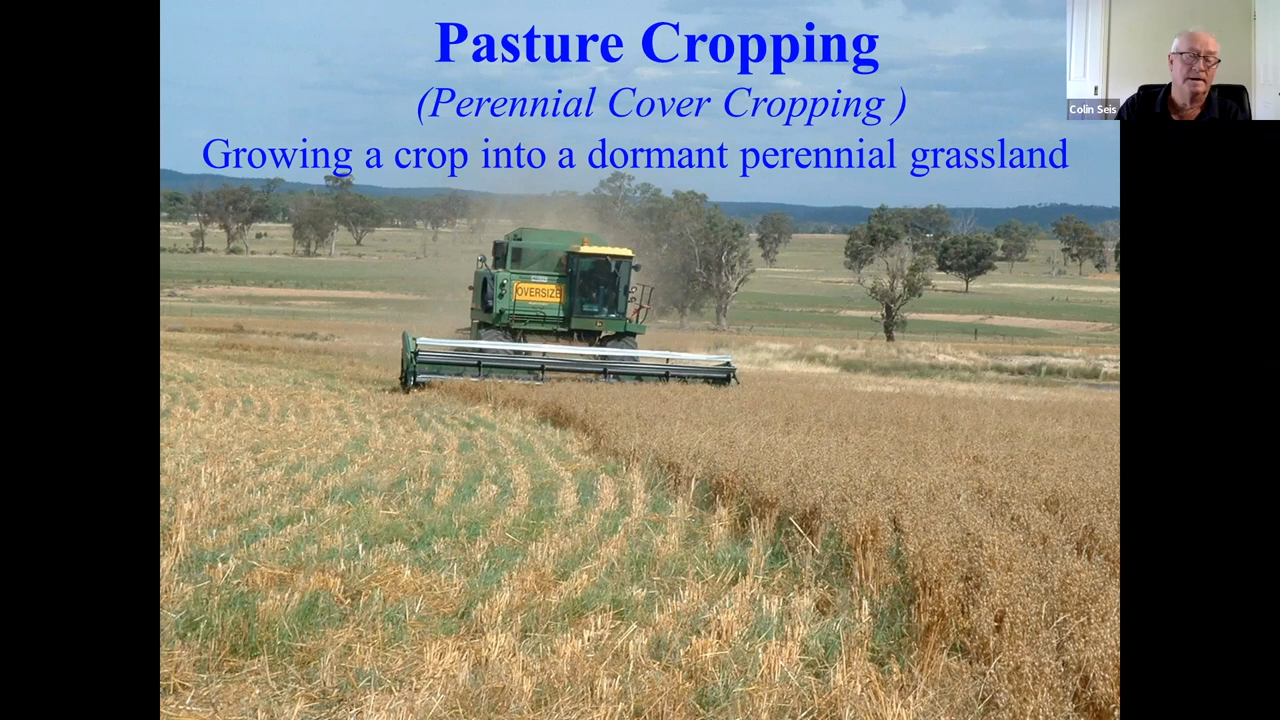 Pasture Cropping
(Perennial Cover Cropping )
Growing a crop into a dormant perennial grassland
Colin Seis
OVERSIZE